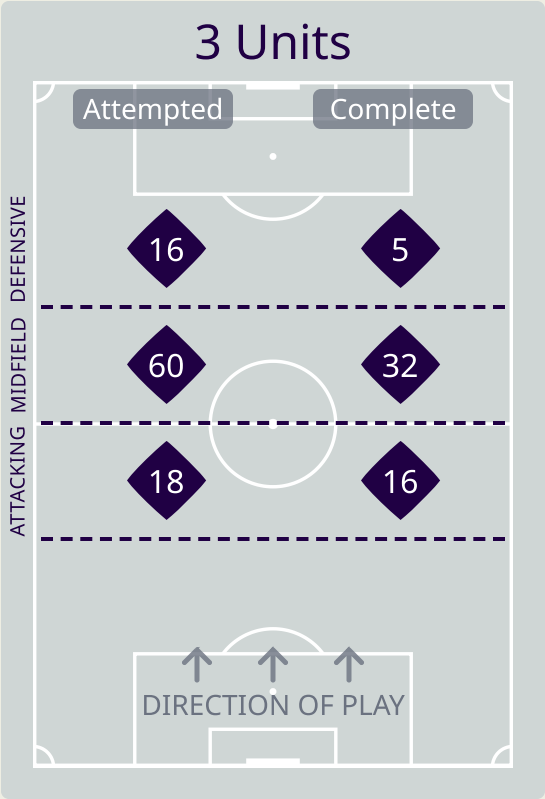 3 Units
Attempted Complete
DEFENSIVE
16 5
MIDFIELD
60 32
ATTACKING
18 16
DIRECTION OF PLAY